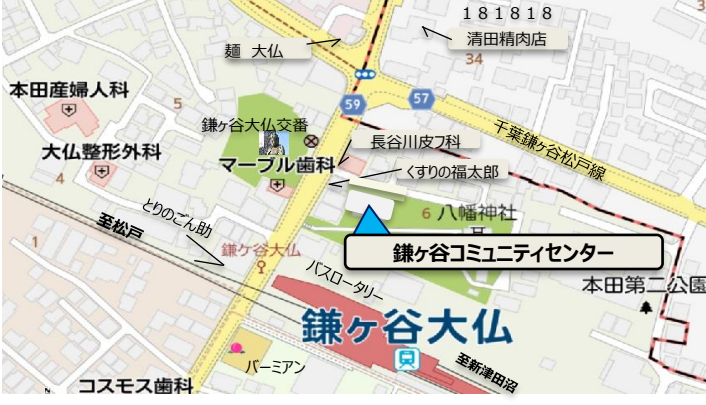 181818
清田精肉店
麺 大仏
34
3
本田産婦人科
5
59
57
鎌ヶ谷大仏交番
長谷川皮フ科
千葉鎌ヶ谷松戸線
大仏整形外科
マーブル歯科
くすりの福太郎
4
とりのごん助
6
八幡神社
至松戸
1
鎌ケ谷大仏
鎌ヶ谷コミュニティセンター
バスロータリー
本田第二公園
鎌ヶ谷大仏
バーミアン
至新津田沼
コスモス歯科